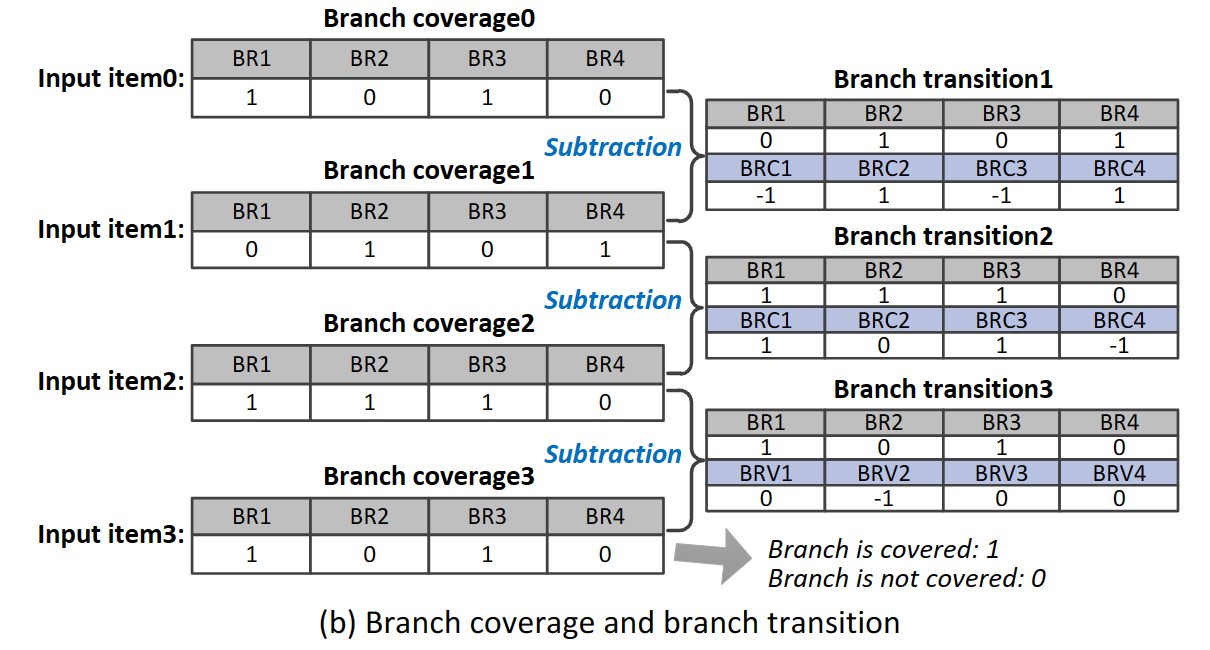 Branch coverage0
Input item0:
BR1 BR2 BR3 BR4
1 0 1 0
Subtraction
Branch coverage1
Input item1:
BR1 BR2 BR3 BR4
0 1 0 1
Subtraction
Branch coverage2
Input item2:
BR1 BR2 BR3 BR4
1 1 1 0
Subtraction
Branch coverage3
Input item3:
BR1 BR2 BR3 BR4
1 0 1 0
Branch transition1
BR1 BR2 BR3 BR4
0 1 0 1
BRC1 BRC2 BRC3 BRC4
-1 1 -1 1
Branch transition2
BR1 BR2 BR3 BR4
1 1 1 0
BRC1 BRC2 BRC3 BRC4
1 0 1 -1
Branch transition3
BR1 BR2 BR3 BR4
1 0 1 0
BRV1 BRV2 BRV3 BRV4
0 -1 0 0
Branch is covered: 1
Branch is not covered: 0
(b) Branch coverage and branch transition